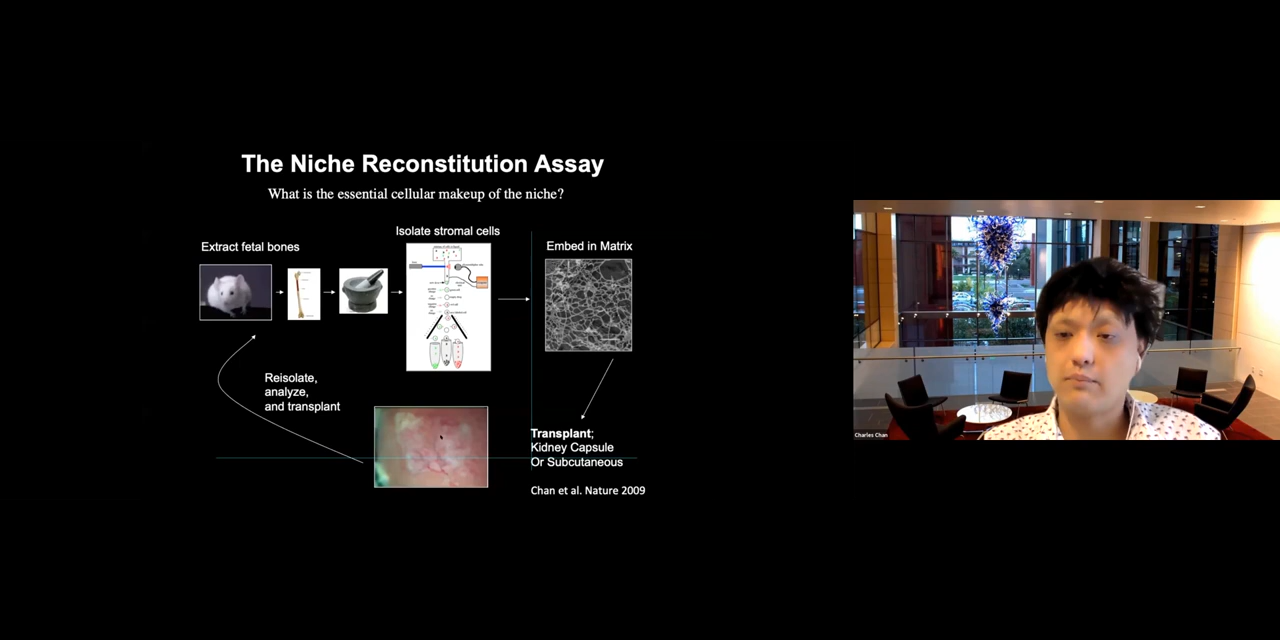 The Niche Reconstitution Assay
What is the essential cellular makeup of the niche?
Extract fetal bones
Isolate stromal cells
Embed in Matrix
Reisolate,
analyze,
and transplant
Transplant;
Kidney Capsule
Or Subcutaneous
Chan et al. Nature 2009
Charles Chan